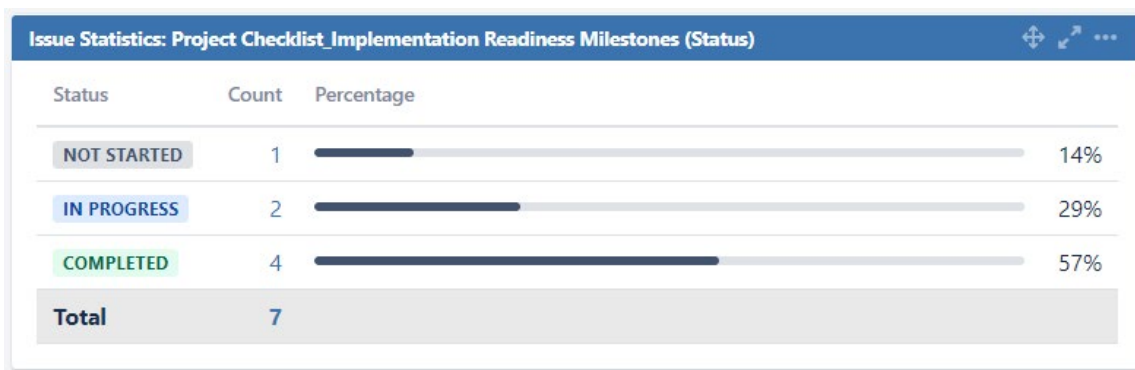 Issue Statistics: Project Checklist_Implementation Readiness Milestones (Status)
Status Count Percentage
NOT STARTED 1 14%
IN PROGRESS 2 29%
COMPLETED 4 57%
Total 7